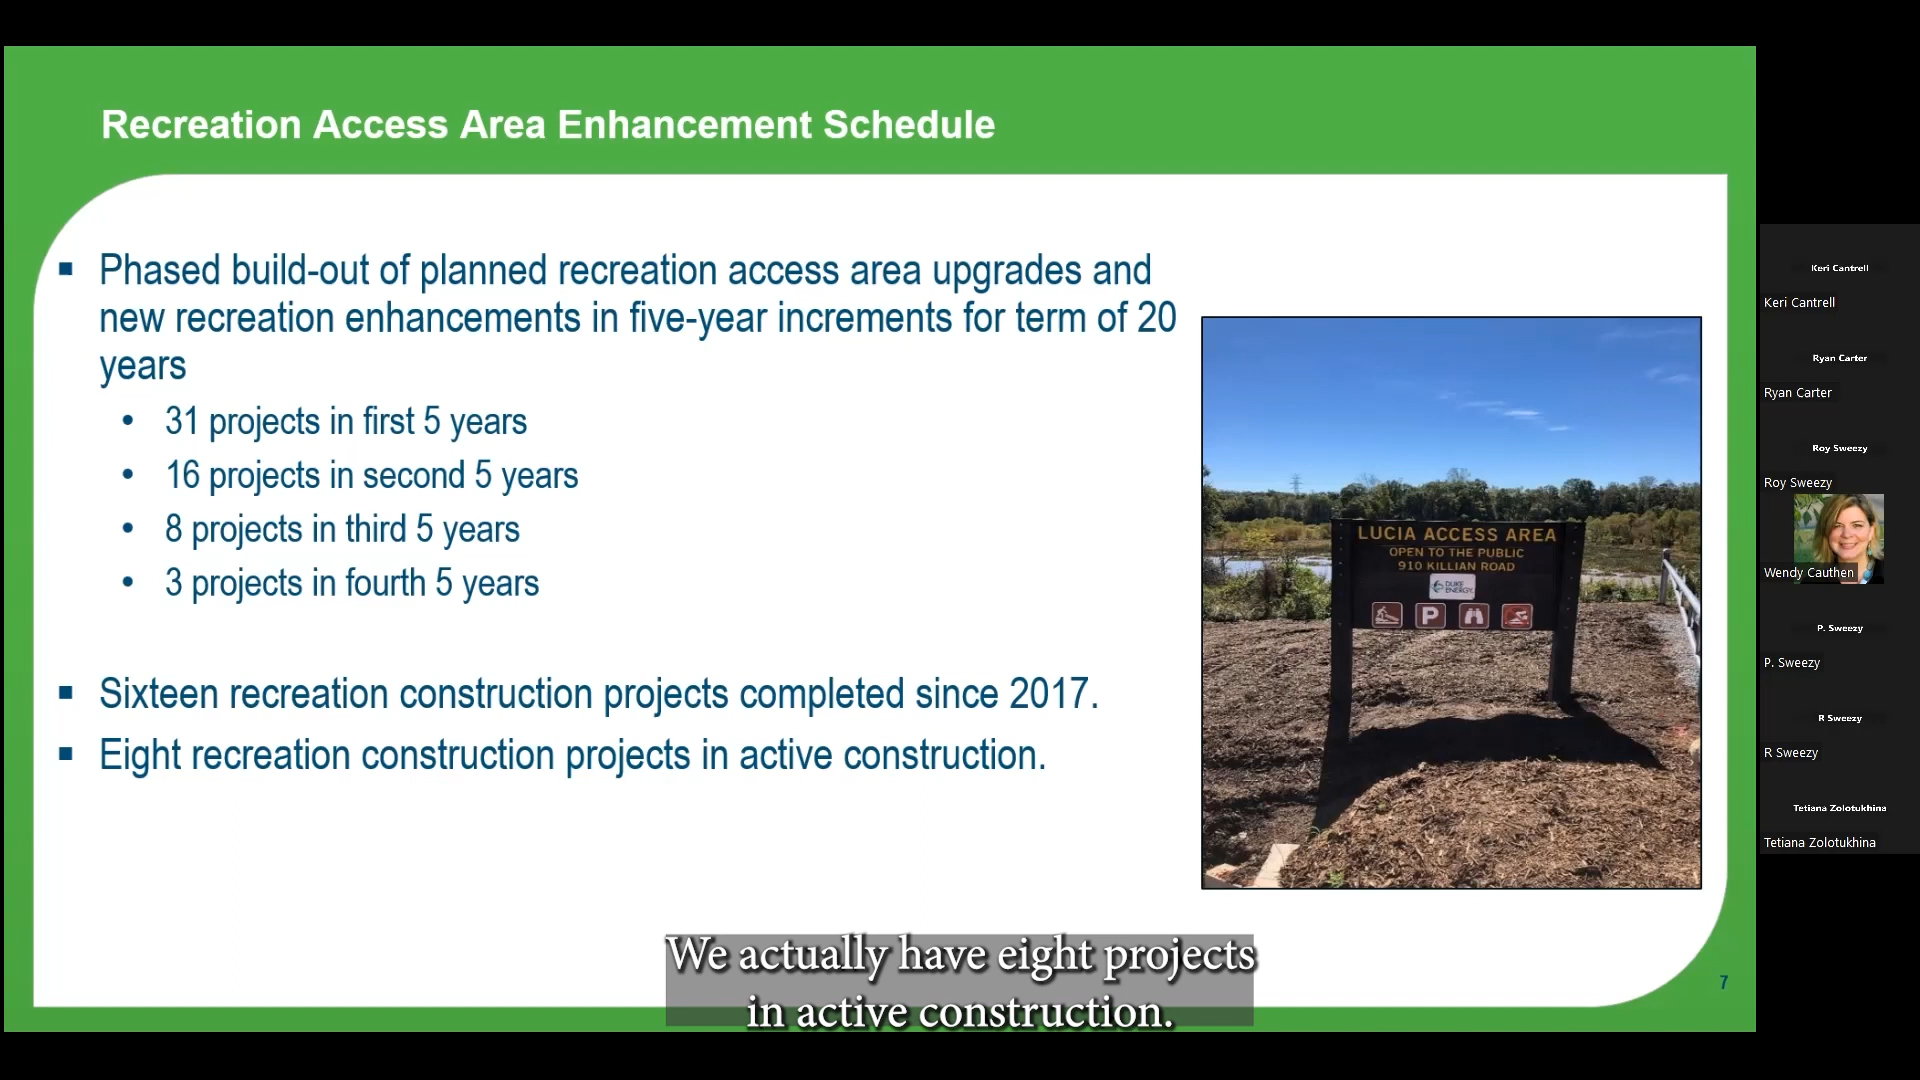 Recreation Access Area Enhancement Schedule
▪ Phased build-out of planned recreation access area upgrades and
new recreation enhancements in five-year increments for term of 20
years
• 31 projects in first 5 years
• 16 projects in second 5 years
• 8 projects in third 5 years
• 3 projects in fourth 5 years
▪ Sixteen recreation construction projects completed since 2017.
▪ Eight recreation construction projects in active construction.
LUCIA ACCESS AREA
OPEN TO THE PUBLIC
910 KILLIAN ROAD
DUKE
ENERGY
P
7
We actually have eight projects
in active construction.
Keri Cantrell
Keri Cantrell
Ryan Carter
Ryan Carter
Roy Sweezy
Roy Sweezy
Wendy Cauthen
P. Sweezy
P. Sweezy
R Sweezy
R Sweezy
Tetiana Zolotukhina
Tetiana Zolotukhina